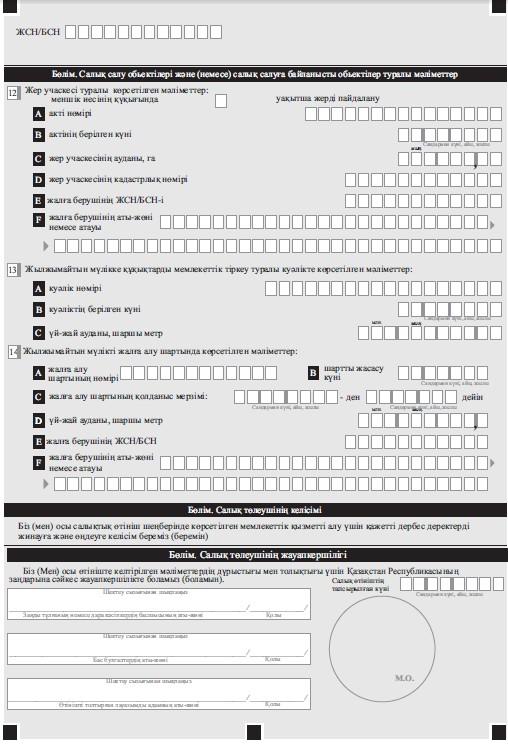 ЖСН/БСН
Бөлім. Салық салу объектілері және (немесе) салық салуға байланысты объектілер туралы мәліметтер
12 Жер учаскесі туралы көрсетілген мәліметтер:
меншік иесінің құқығында уақытша жерді пайдалану
A акті нөмірі
B актінің берілген күні
Сандармен күні, айы, жылы
мың
C жер учаскесінің ауданы, га ,
D жер учаскесінің кадастрлық нөмірі
E жалға берушінің ЖСН/БСН-і
F жалға берушінің аты-жөні
немесе атауы
13 Жылжымайтын мүлікке құқықтарды мемлекеттік тіркеу туралы куәлікте көрсетілген мәліметтер:
A куәлік нөмірі
B куәліктің берілген күні
Сандармен күні, айы, жылы
млн. мың
C үй-жай ауданы, шаршы метр
14 Жылжымайтын мүлікті жалға алу шартында көрсетілген мәліметтер:
A жалға алу
шартының нөмірі
B шартты жасасу
күні
Сандармен күні, айы, жылы
C жалға алу шартының қолданыс мерзімі: - ден дейін
Сандармен күні, айы, жылы Сандармен күні, айы, жылы
млн. мың
D үй-жай ауданы, шаршы метр ,
E жалға берушінің ЖСН/БСН
F жалға берушінің аты-жөні
немесе атауы
Бөлім. Салық төлеушінің келісімі
Біз (мен) осы салықтық өтініш шеңберінде көрсетілген мемлекеттік қызметті алу үшін қажетті дербес деректерді
жинауға және өңдеуге келісім береміз (беремін)
Бөлім. Салық төлеушінің жауапкершілігі
Біз (Мен) осы өтініште келтірілген мәліметтердің дұрыстығы мен толықтығы үшін Қазақстан Республикасының
заңдарына сәйкес жауапкершілікте боламыз (боламын).
Салық өтініштің
тапсырылған күні
Сандармен күні, айы, жылы
Шектеу сызығынан шықпаңыз
/ /
Қолы
Шектеу сызығынан шықпаңыз
/ /
Бас бухгалтердің аты-жөні Қолы
М.О.
Шектеу сызығынан шықпаңыз
/ /
Өтінішті толтырған лауазымды адамның аты-жөні Қолы